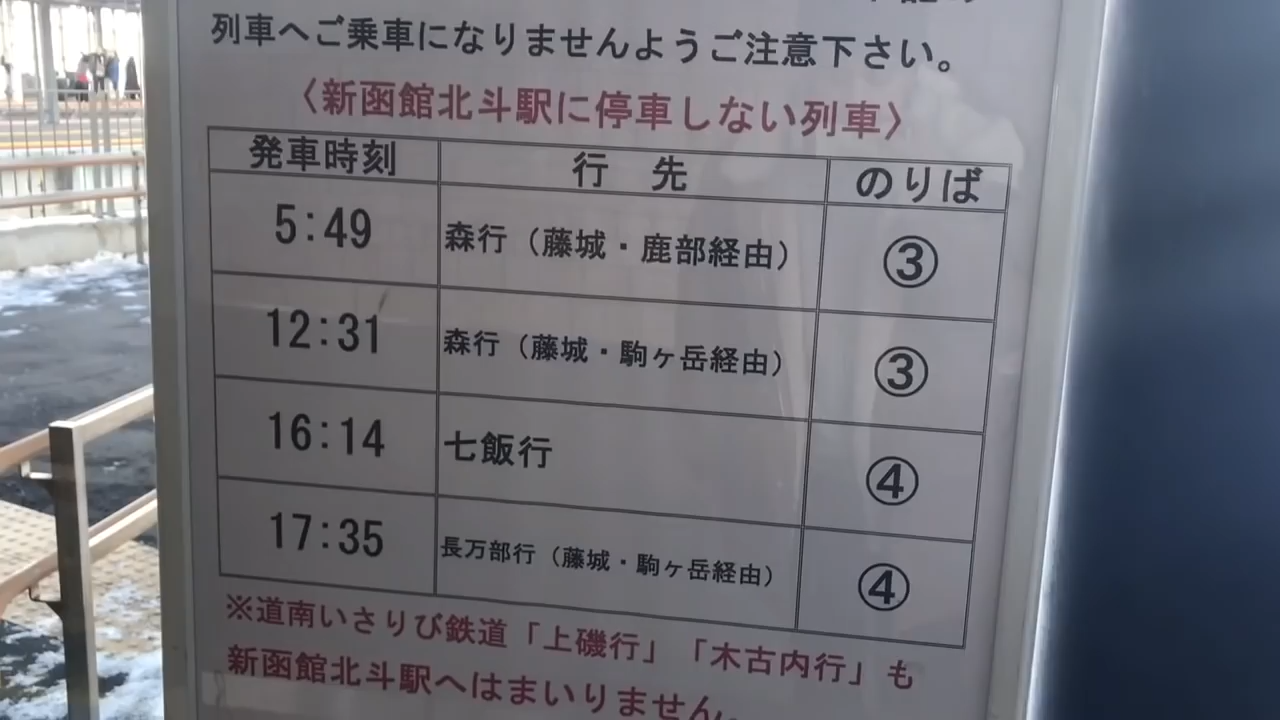 列車へご乗車になりませんようご注意下さい。
〈新函館北斗駅に停車しない列車〉
発車時刻 行 先 のりば
5:49 森行（藤城・鹿部経由） ③
12:31 森行（藤城・駒ヶ岳経由） ③
16:14 七飯行 ④
17:35 長万部行（藤城・駒ヶ岳経由） ④
※道南いさりび鉄道「上磯行」「木古内行」も
新函館北斗駅へはまいりません。